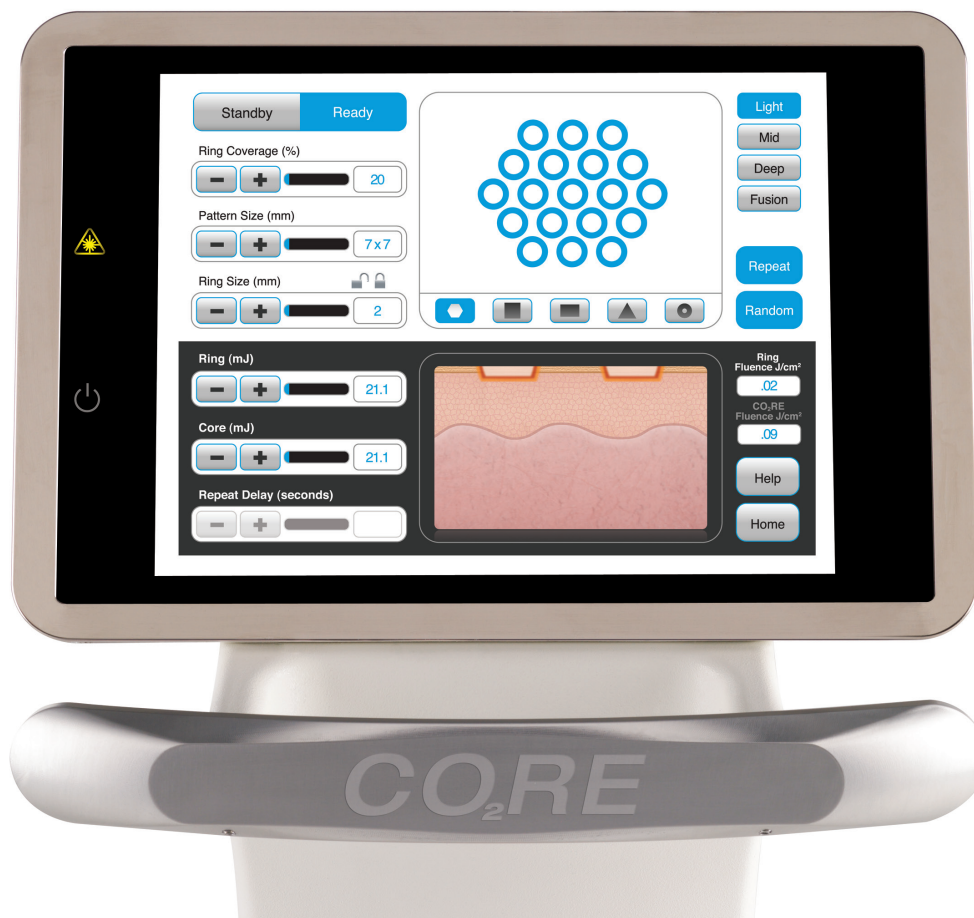 Standby Ready
Ring Coverage (%)
20
Pattern Size (mm)
7x7
Ring Size (mm)
2
Light
Mid
Deep
Fusion
Repeat
Random
Ring (mJ)
21.1
Core (mJ)
21.1
Repeat Delay (seconds)
Ring
Fluence J/cm²
.02
CO₂RE
Fluence J/cm³
.09
Help
Home
CO₂RE